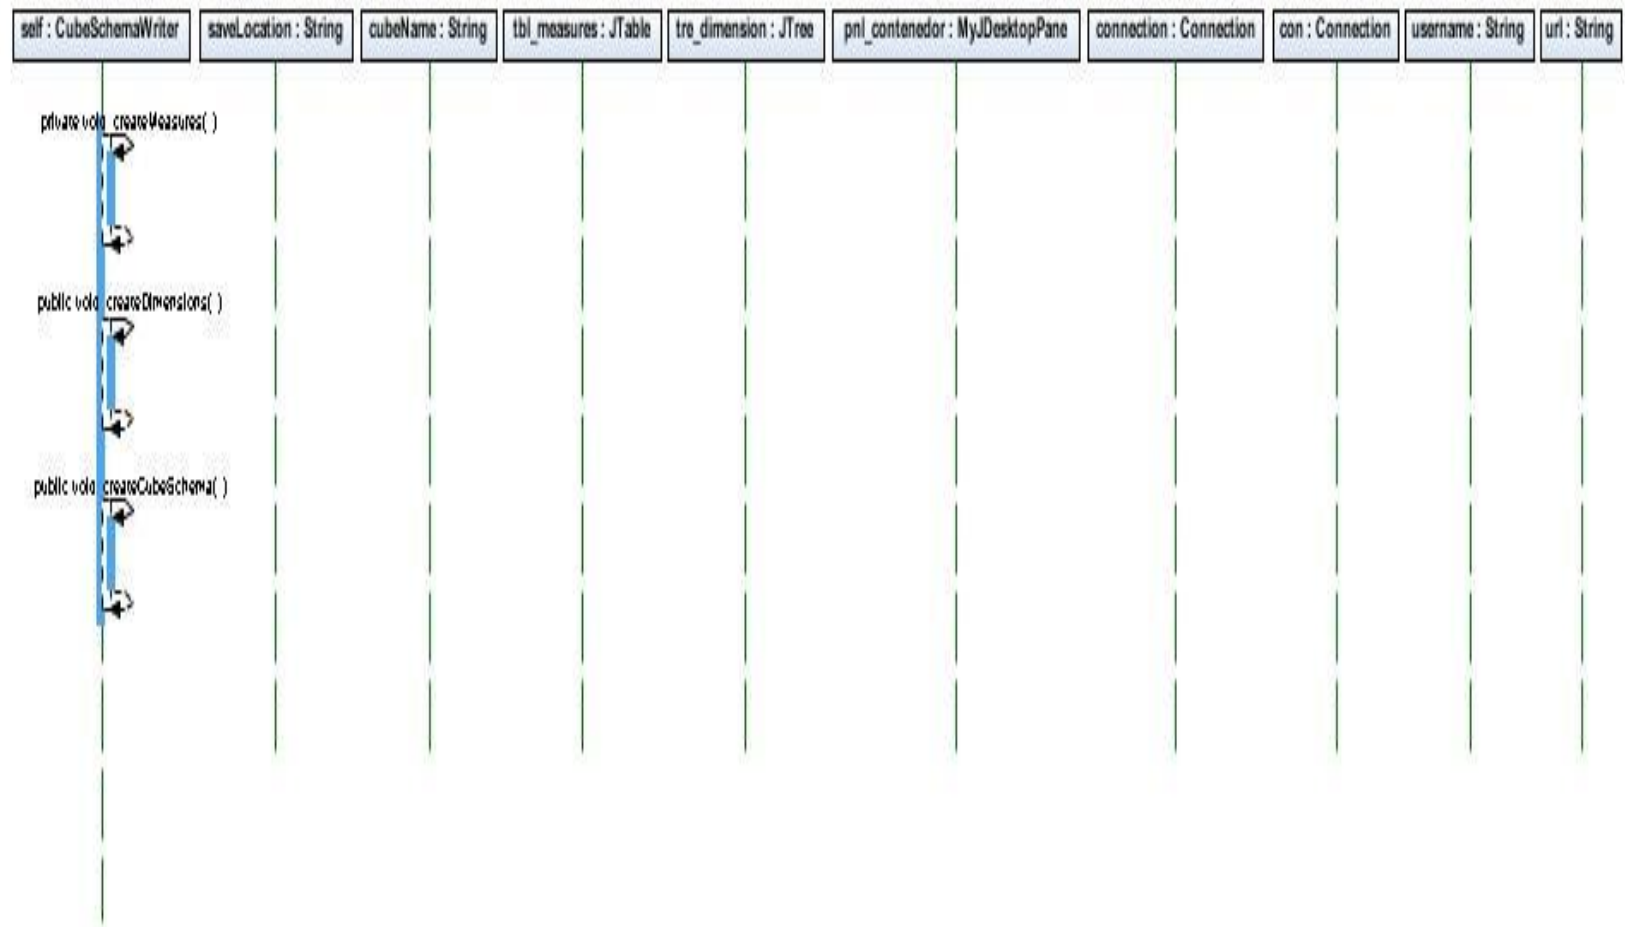 self : CubeSchemaWriter
saveLocation : String
cubeName : String
tbl_measures : JTable
tre_dimension : JTree
pnl_contenedor : MyJDesktopPane
connection : Connection
con : Connection
username : String
url : String
private void createMeasures( )
public void createDimensions( )
public void createCubeSchema( )